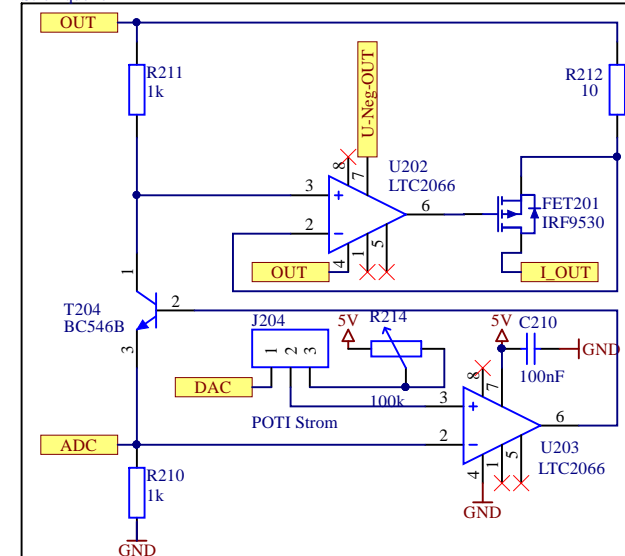 OUT
R211
1k
R212
10
U-Neg-OUT
8
7
U202
LTC2066
3
2
6
4
1
5
OUT
FET201
IRF9530
I_OUT
1
T204
BC546B
2
3
J204
1
2
3
5V
R214
100k
5V
C210
100nF
GND
DAC
POTI Strom
8
7
3
2
6
U203
LTC2066
4
1
5
GND
ADC
R210
1k
GND